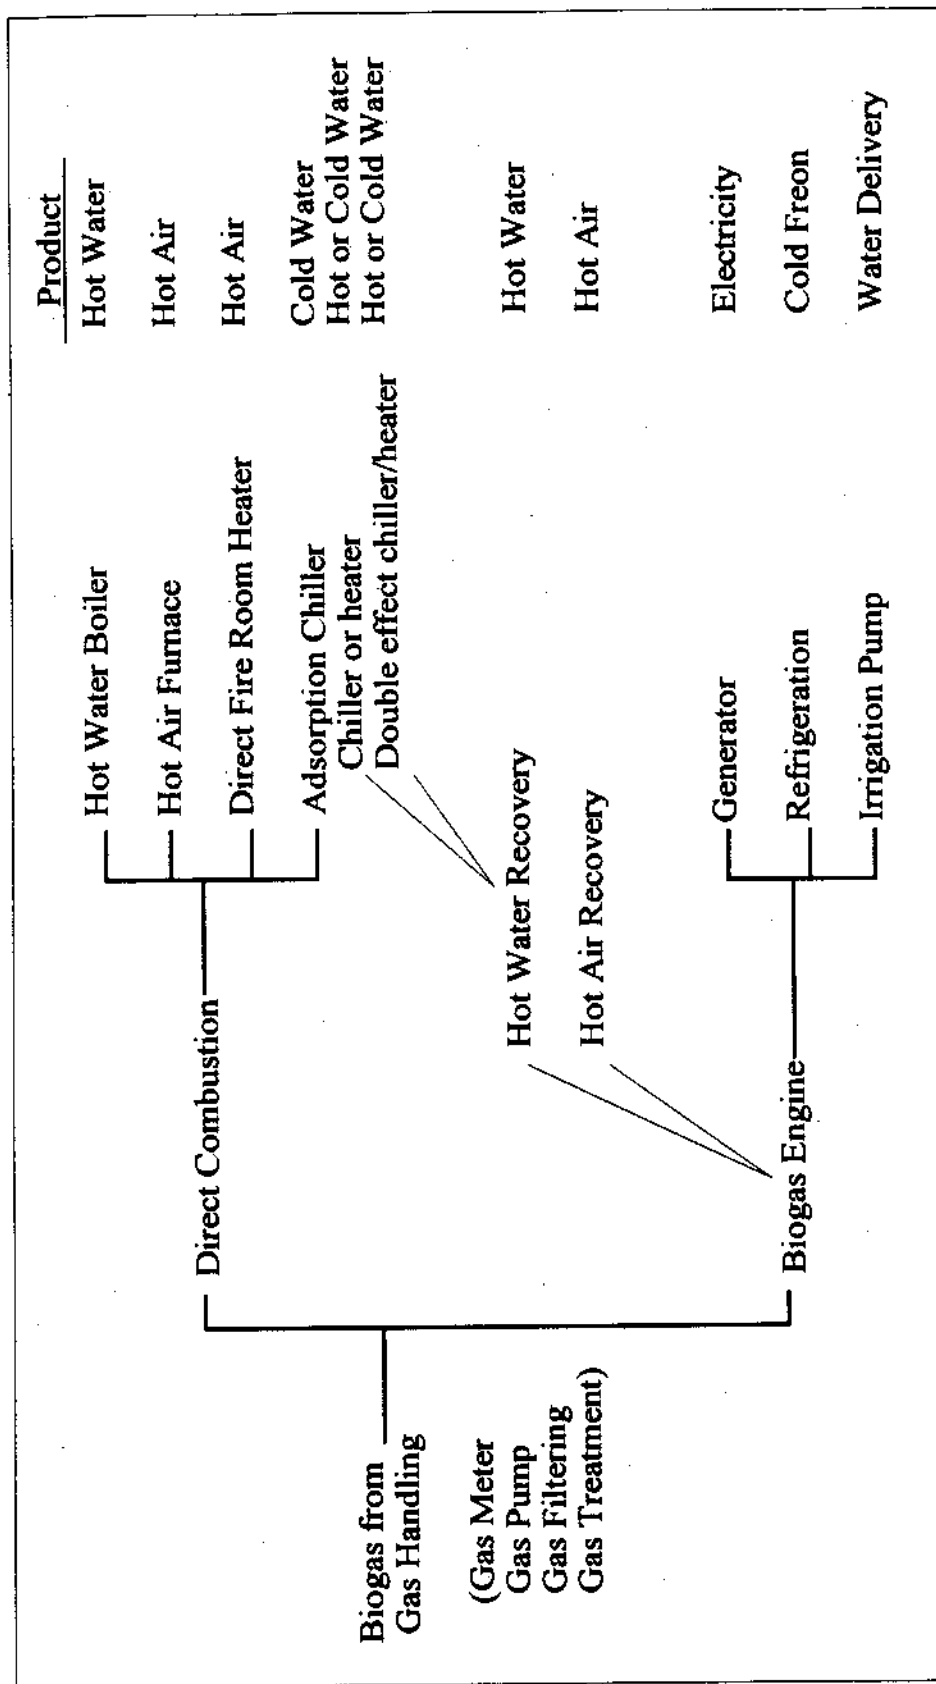 Product
Hot Water Boiler
Hot Water
Hot Air Furnace
Hot Air
Direct Combustion
Direct Fire Room Heater
Hot Air
Adsorption Chiller
Cold Water
Chiller or heater
Hot or Cold Water
Double effect chiller/heater
Hot or Cold Water
Biogas from
Gas Handling
(Gas Meter
Gas Pump
Gas Filtering
Gas Treatment)
Hot Water Recovery
Hot Water
Hot Air Recovery
Hot Air
Biogas Engine
Generator
Electricity
Refrigeration
Cold Freon
Irrigation Pump
Water Delivery